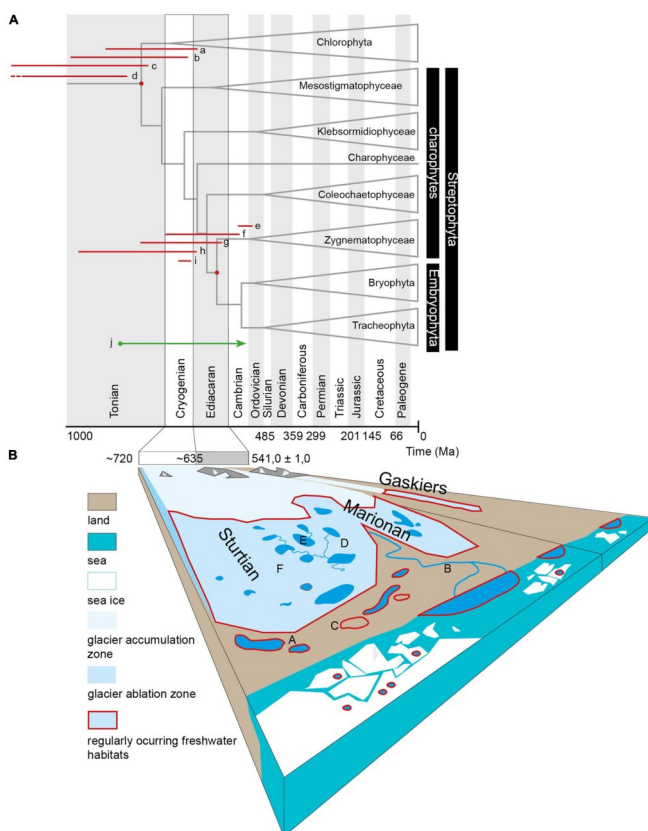 A
a
b
c
d
Chlorophyta
Mesostigmatophyceae
Klebsormidiophyceae
Charophyceae
Coleochaetophyceae
e
f
Zygnematophyceae
g
h
i
Bryophyta
Tracheophyta
charophytes
Embryophyta
Streptophyta
j
Tonian
Cryogenian
Ediacaran
Cambrian
Ordovician
Silurian
Devonian
Carboniferous
Permian
Triassic
Jurassic
Cretaceous
Paleogene
1000
485 359 299 201 145 66 0
Time (Ma)
B
~720 ~635 541,0 ± 1,0
Gaskiers
Marionan
Sturtian
E
D
F
B
C
A
land
sea
sea ice
glacier accumulation
zone
glacier ablation zone
regularly ocurring freshwater
habitats